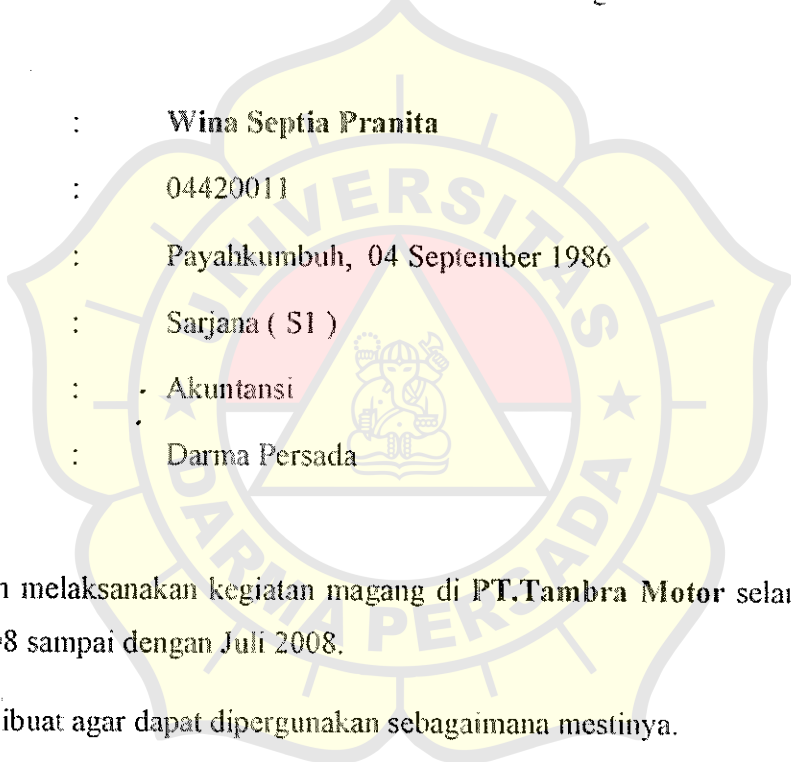 : Wina Septia Pranita
: 04420011
: Payahkumbuh, 04 September 1986
: Sarjana ( S1 )
: Akuntansi
: Darma Persada
UNIVERSITAS
DARMA PERSADA
melaksanakan kegiatan magang di PT.Tambra Motor
8 sampai dengan Juli 2008.
ibuat agar dapat dipergunakan sebagaimana mestinya.